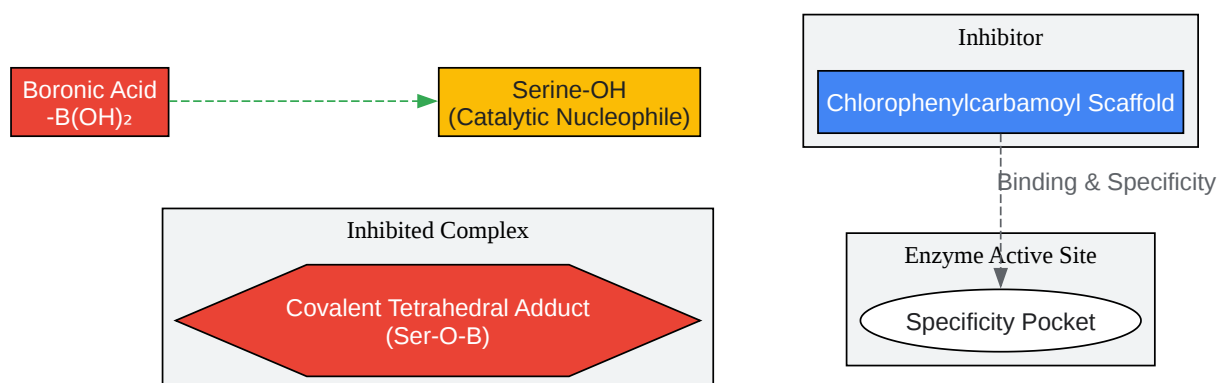 Boronic Acid
-B(OH)₂
Serine-OH
(Catalytic Nucleophile)
Inhibitor
Chlorophenylcarbamoyl Scaffold
Binding & Specificity
Inhibited Complex
Covalent Tetrahedral Adduct
(Ser-O-B)
Enzyme Active Site
Specificity Pocket